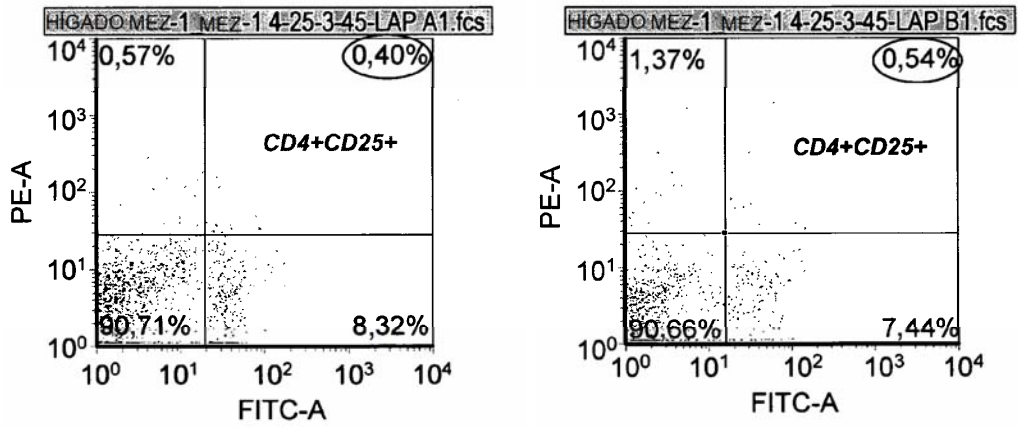 HÍGADO MEZ-1 MEZ-1 4-25-3-45-LAP A1.fcs
10⁴
0,57%
0,40%
10³
CD4+CD25+
PE-A
10²
10¹
90,71%
8,32%
10⁰
10⁰ 10¹ 10² 10³ 10⁴
FITC-A
HÍGADO MEZ-1 MEZ-1 4-25-3-45-LAP B1.fcs
10⁴
1,37%
0,54%
10³
CD4+CD25+
PE-A
10²
10¹
90,66%
7,44%
10⁰
10⁰ 10¹ 10² 10³ 10⁴
FITC-A